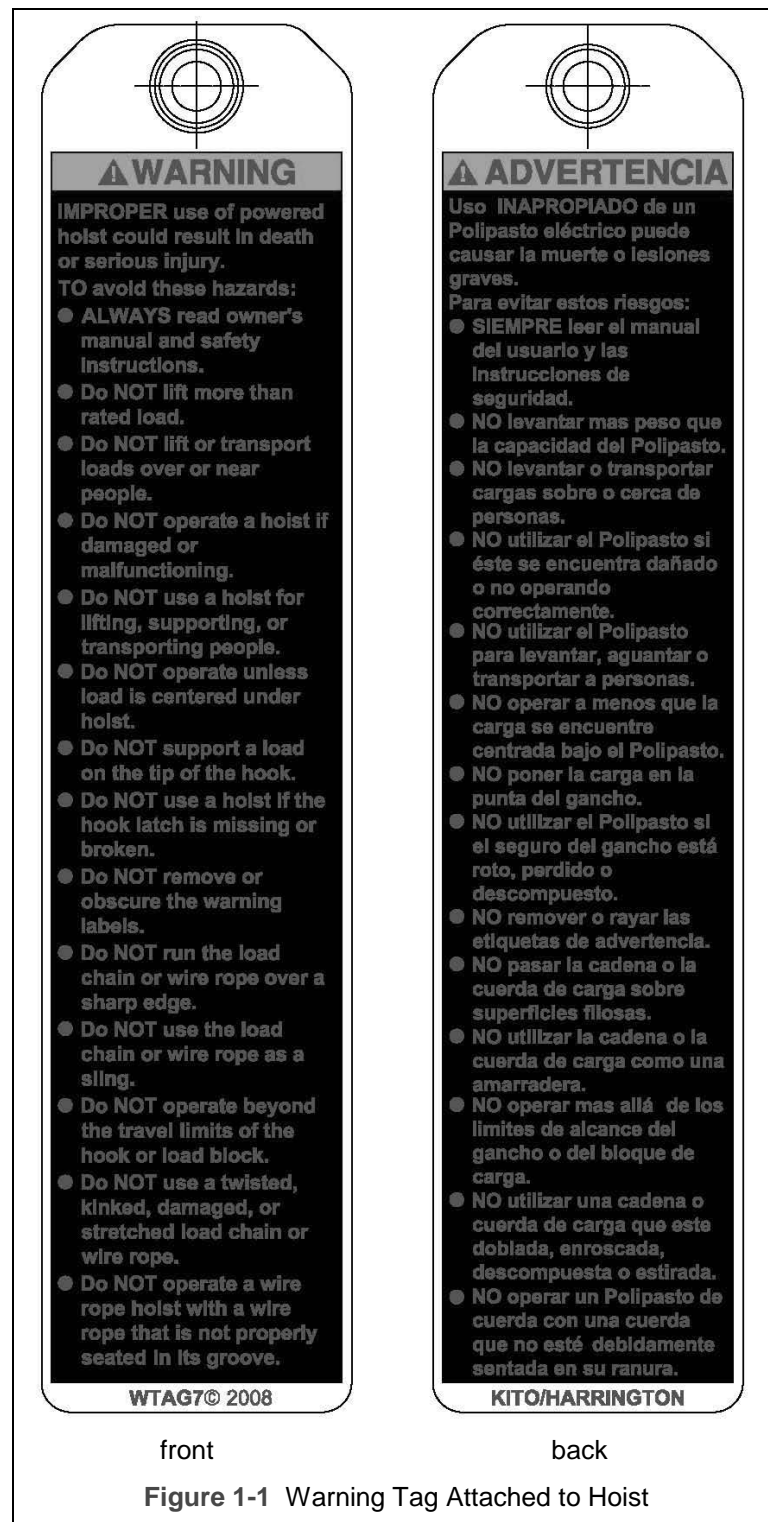 WARNING
IMPROPER use of powered
hoist could result in death
or serious injury.
TO avoid these hazards:
● ALWAYS read owner's
manual and safety
instructions.
● Do NOT lift more than
rated load.
● Do NOT lift or transport
loads over or near
people.
● Do NOT operate a hoist if
damaged or
malfunctioning.
● Do NOT use a hoist for
lifting, supporting, or
transporting people.
● Do NOT operate unless
load is centered under
hoist.
● Do NOT support a load
on the tip of the hook.
● Do NOT use a hoist if the
hook latch is missing or
broken.
● Do NOT remove or
obscure the warning
labels.
● Do NOT run the load
chain or wire rope over a
sharp edge.
● Do NOT use the load
chain or wire rope as a
sling.
● Do NOT operate beyond
the travel limits of the
hook or load block.
● Do NOT use a twisted,
kinked, damaged, or
stretched load chain or
wire rope.
● Do NOT operate a wire
rope hoist with a wire
rope that is not properly
seated in its groove.
WTAG7© 2008
front
ADVERTENCIA
Uso INAPROPIADO de un
Polipasto eléctrico puede
causar la muerte o lesiones
graves.
Para evitar estos riesgos:
● SIEMPRE leer el manual
del usuario y las
instrucciones de
seguridad.
● NO levantar mas peso que
la capacidad del Polipasto.
● NO levantar o transportar
cargas sobre o cerca de
personas.
● NO utilizar el Polipasto si
éste se encuentra dañado
o no operando
correctamente.
● NO utilizar el Polipasto
para levantar, aguantar o
transportar a personas.
● NO operar a menos que la
carga se encuentre
centrada bajo el Polipasto.
● NO poner la carga en la
punta del gancho.
● NO utilizar el Polipasto si
el seguro del gancho está
roto, perdido o
descompuesto.
● NO remover o rayar las
etiquetas de advertencia.
● NO pasar la cadena o la
cuerda de carga sobre
superficies filosas.
● NO utilizar la cadena o la
cuerda de carga como una
amarradera.
● NO operar mas allá de los
limites de alcance del
gancho o del bloque de
carga.
● NO utilizar una cadena o
cuerda de carga que este
doblada, enroscada,
descompuesta o estirada.
● NO operar un Polipasto de
cuerda con una cuerda
que no esté debidamente
sentada en su ranura.
KITO/HARRINGTON
back
Figure 1-1 Warning Tag Attached to Hoist